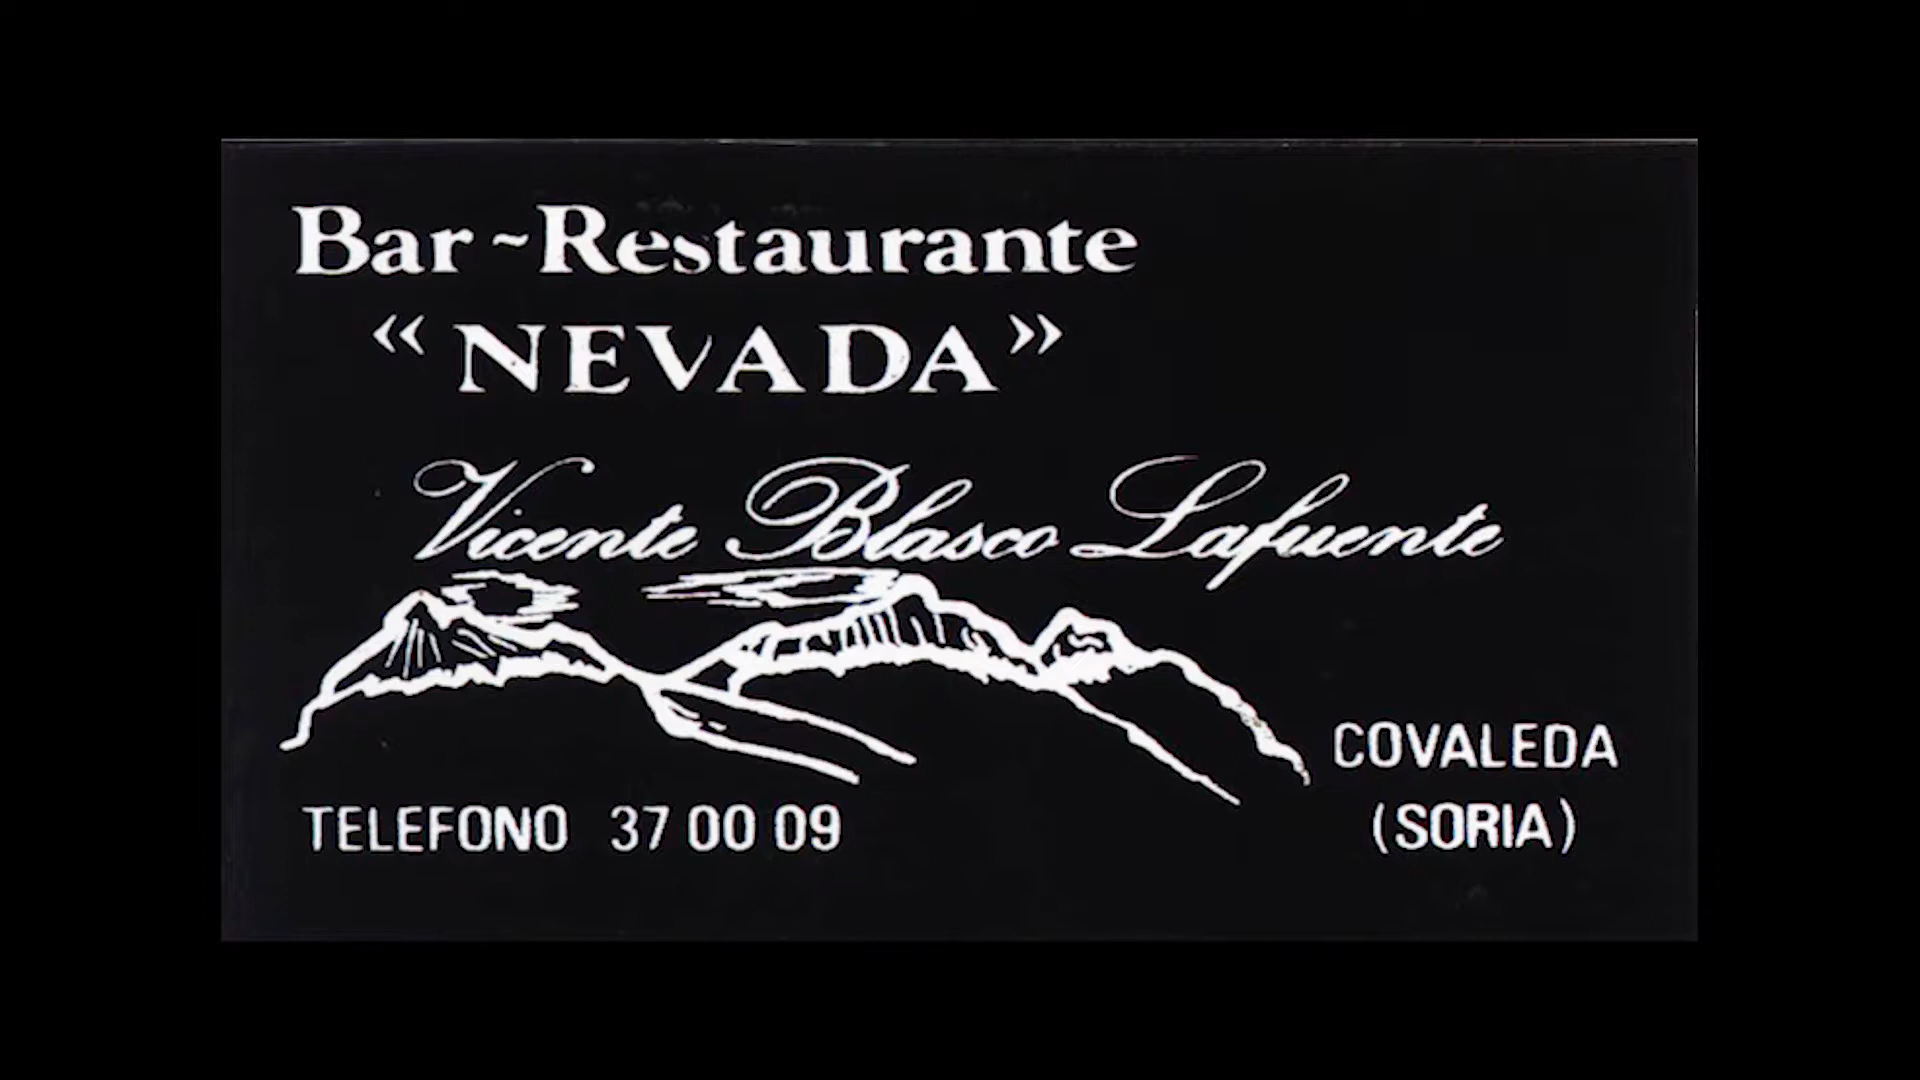 Bar ~ Restaurante
« NEVADA »
Vicente Blasco Lafuente
COVALEDA
(SORIA)
TELEFONO 37 00 09